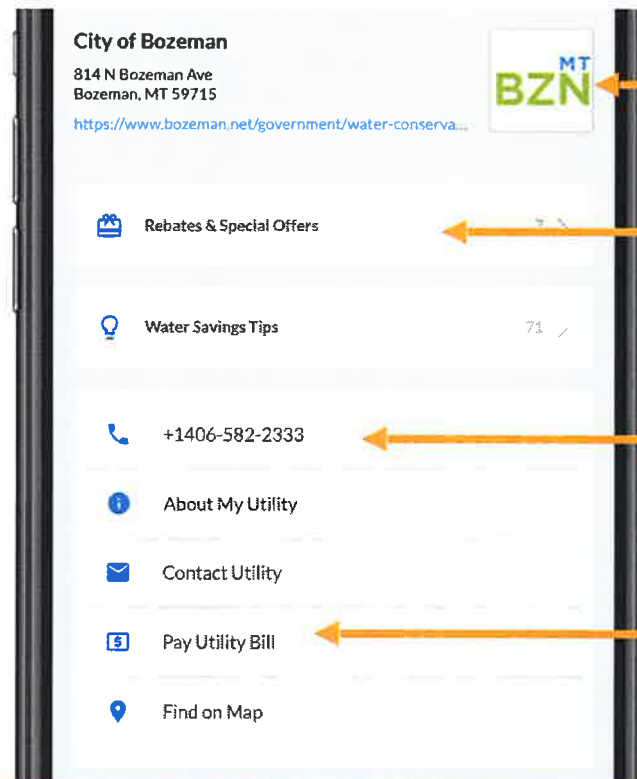 City of Bozeman
814 N Bozeman Ave
Bozeman, MT 59715
https://www.bozeman.net/government/water-conserva...
MT
BZN
Rebates & Special Offers
Water Savings Tips
71
+1406-582-2333
About My Utility
Contact Utility
Pay Utility Bill
Find on Map